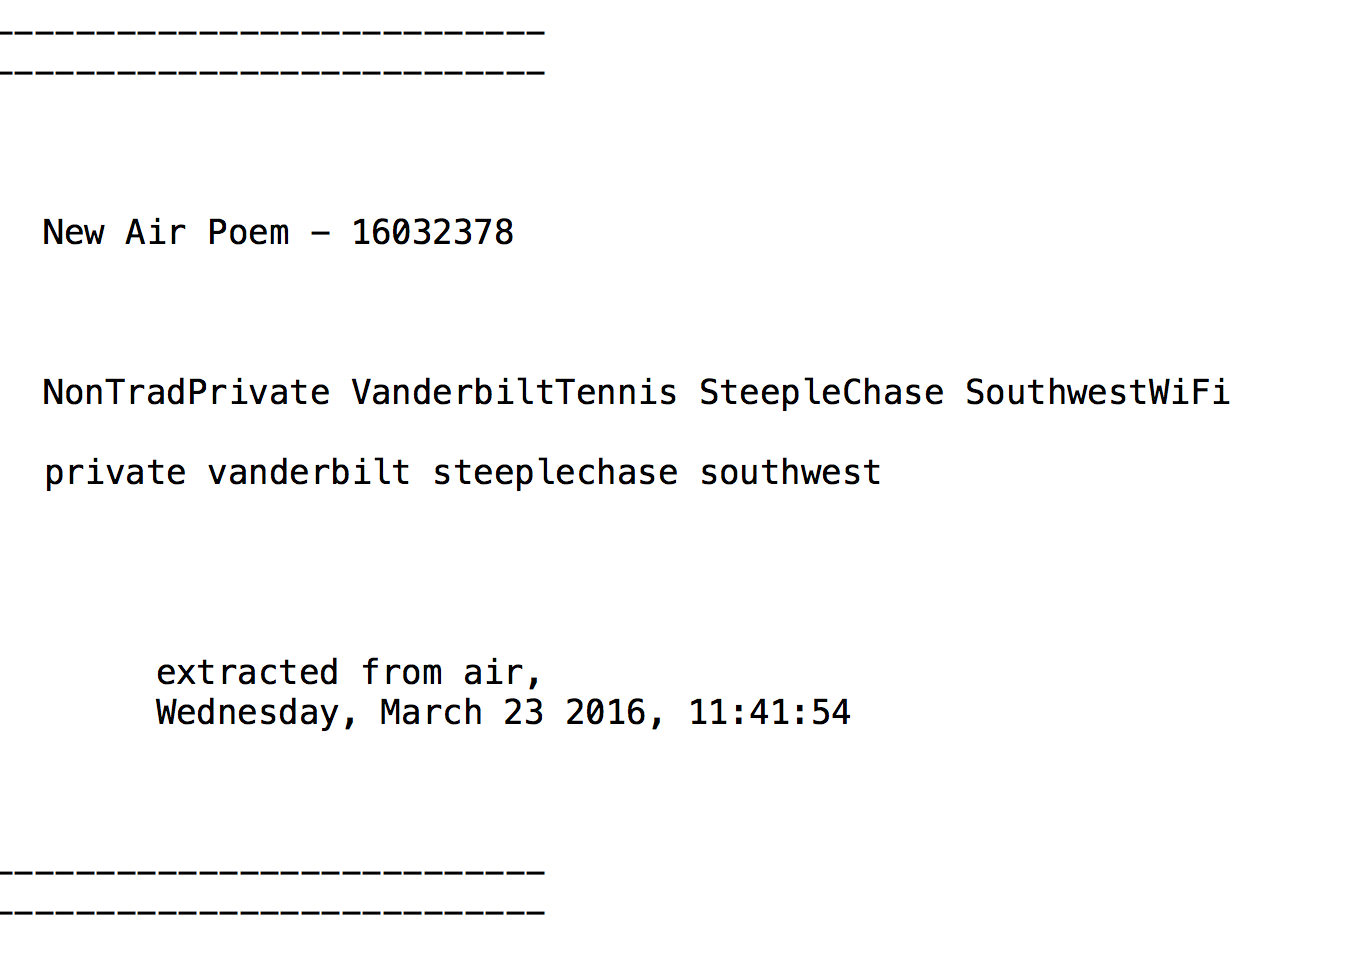 ---------------------------
---------------------------
New Air Poem - 16032378
NonTradPrivate VanderbiltTennis SteepleChase SouthwestWiFi
private vanderbilt steeplechase southwest
extracted from air,
Wednesday, March 23 2016, 11:41:54
---------------------------
---------------------------